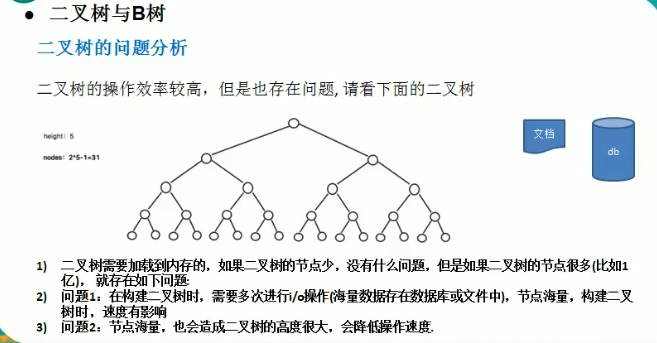 ● 二叉树与B树
二叉树的问题分析
二叉树的操作效率较高，但是也存在问题, 请看下面的二叉树
height: 5
nodes: 2^5-1=31
文档
db
1) 二叉树需要加载到内存的，如果二叉树的节点少，没有什么问题，但是如果二叉树的节点很多(比如1
亿)， 就存在如下问题:
2) 问题1：在构建二叉树时，需要多次进行i/o操作(海量数据存在数据库或文件中)，节点海量，构建二叉
树时，速度有影响
3) 问题2：节点海量，也会造成二叉树的高度很大，会降低操作速度.